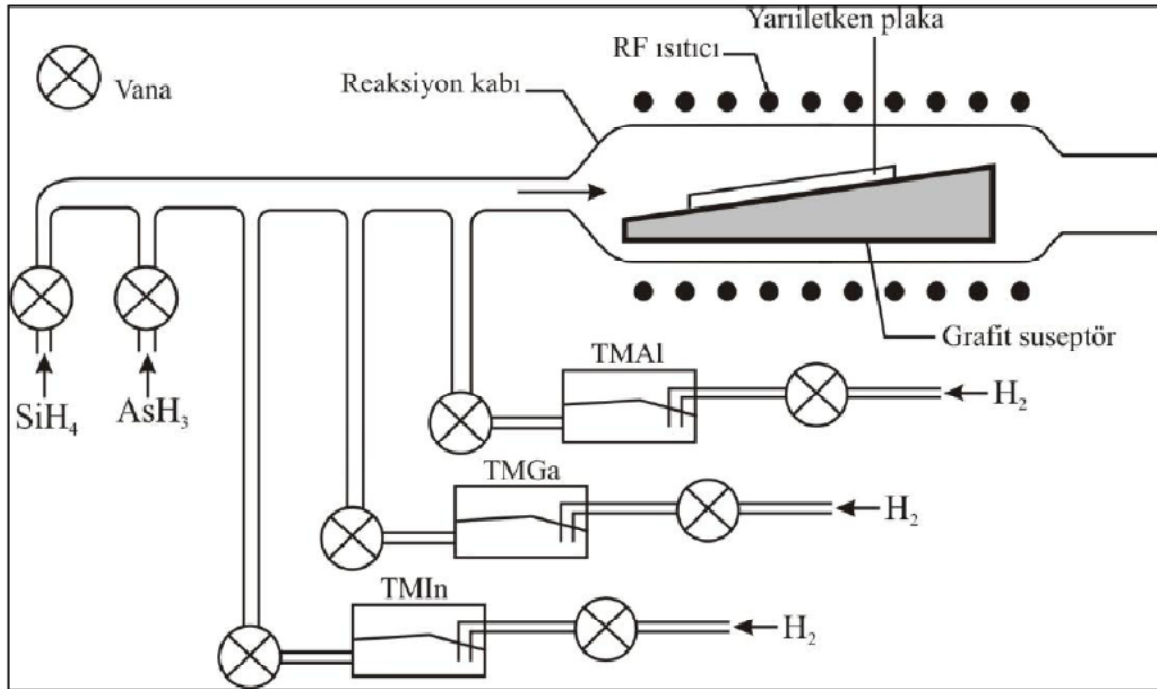 Yarıiletken plaka
RF ısıtıcı
Reaksiyon kabı
Vana
Grafit suseptör
SiH₄
AsH₃
TMAl
H₂
TMGa
H₂
TMIn
H₂